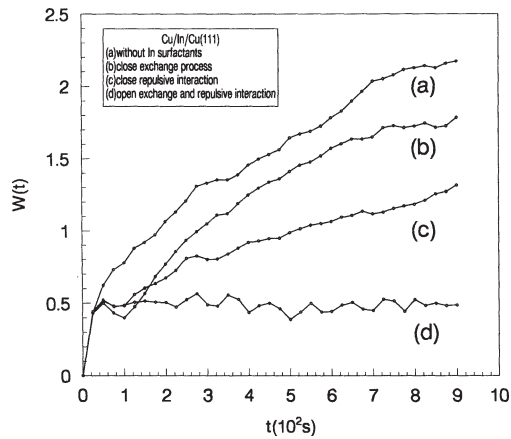 Cu/In/Cu(111)
(a)without In surfactants
(b)close exchange process
(c)close repulsive interaction
(d)open exchange and repulsive interaction
2.5
2
1.5
1
0.5
0
W(t)
(a)
(b)
(c)
(d)
0 1 2 3 4 5 6 7 8 9 10
t(10²s)